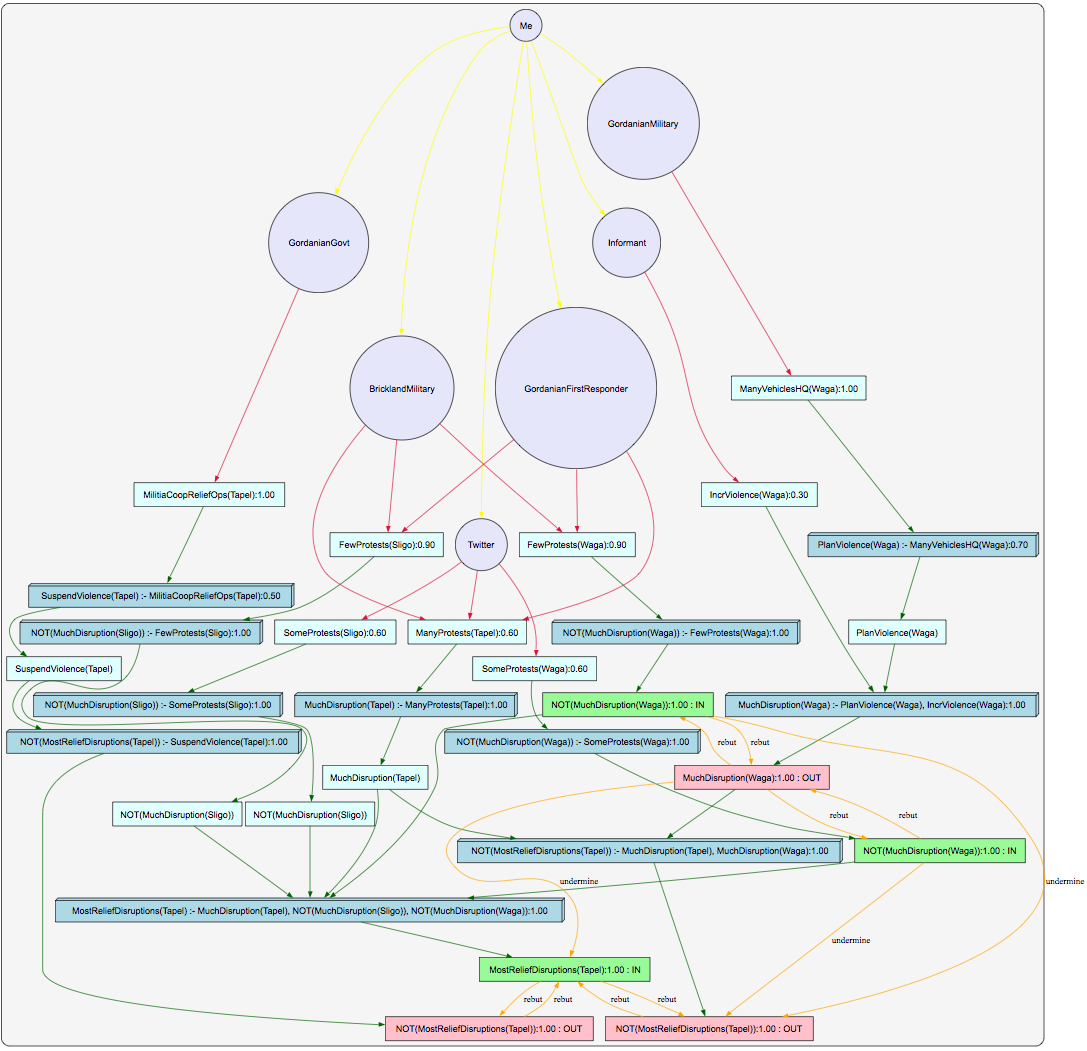 Me
GordanianMilitary
GordanianGovt
Informant
BricklandMilitary
GordanianFirstResponder
ManyVehiclesHQ(Waga):1.00
MilitiaCoopReliefOps(Tapel):1.00
IncrViolence(Waga):0.30
FewProtests(Sligo):0.90
Twitter
FewProtests(Waga):0.90
PlanViolence(Waga) :- ManyVehiclesHQ(Waga):0.70
SuspendViolence(Tapel) :- MilitiaCoopReliefOps(Tapel):0.50
NOT(MuchDisruption(Sligo)) :- FewProtests(Sligo):1.00
SomeProtests(Sligo):0.60
ManyProtests(Tapel):0.60
NOT(MuchDisruption(Waga)) :- FewProtests(Waga):1.00
PlanViolence(Waga)
SuspendViolence(Tapel)
SomeProtests(Waga):0.60
NOT(MuchDisruption(Sligo)) :- SomeProtests(Sligo):1.00
MuchDisruption(Tapel) :- ManyProtests(Tapel):1.00
NOT(MuchDisruption(Waga)):1.00 : IN
MuchDisruption(Waga) :- PlanViolence(Waga), IncrViolence(Waga):1.00
NOT(MostReliefDisruptions(Tapel)) :- SuspendViolence(Tapel):1.00
NOT(MuchDisruption(Waga)) :- SomeProtests(Waga):1.00
rebut
rebut
MuchDisruption(Tapel)
MuchDisruption(Waga):1.00 : OUT
NOT(MuchDisruption(Sligo))
NOT(MuchDisruption(Sligo))
rebut
rebut
NOT(MostReliefDisruptions(Tapel)) :- MuchDisruption(Tapel), MuchDisruption(Waga):1.00
NOT(MuchDisruption(Waga)):1.00 : IN
undermine
undermine
MostReliefDisruptions(Tapel) :- MuchDisruption(Tapel), NOT(MuchDisruption(Sligo)), NOT(MuchDisruption(Waga)):1.00
undermine
MostReliefDisruptions(Tapel):1.00 : IN
rebut
rebut
rebut
rebut
NOT(MostReliefDisruptions(Tapel)):1.00 : OUT
NOT(MostReliefDisruptions(Tapel)):1.00 : OUT